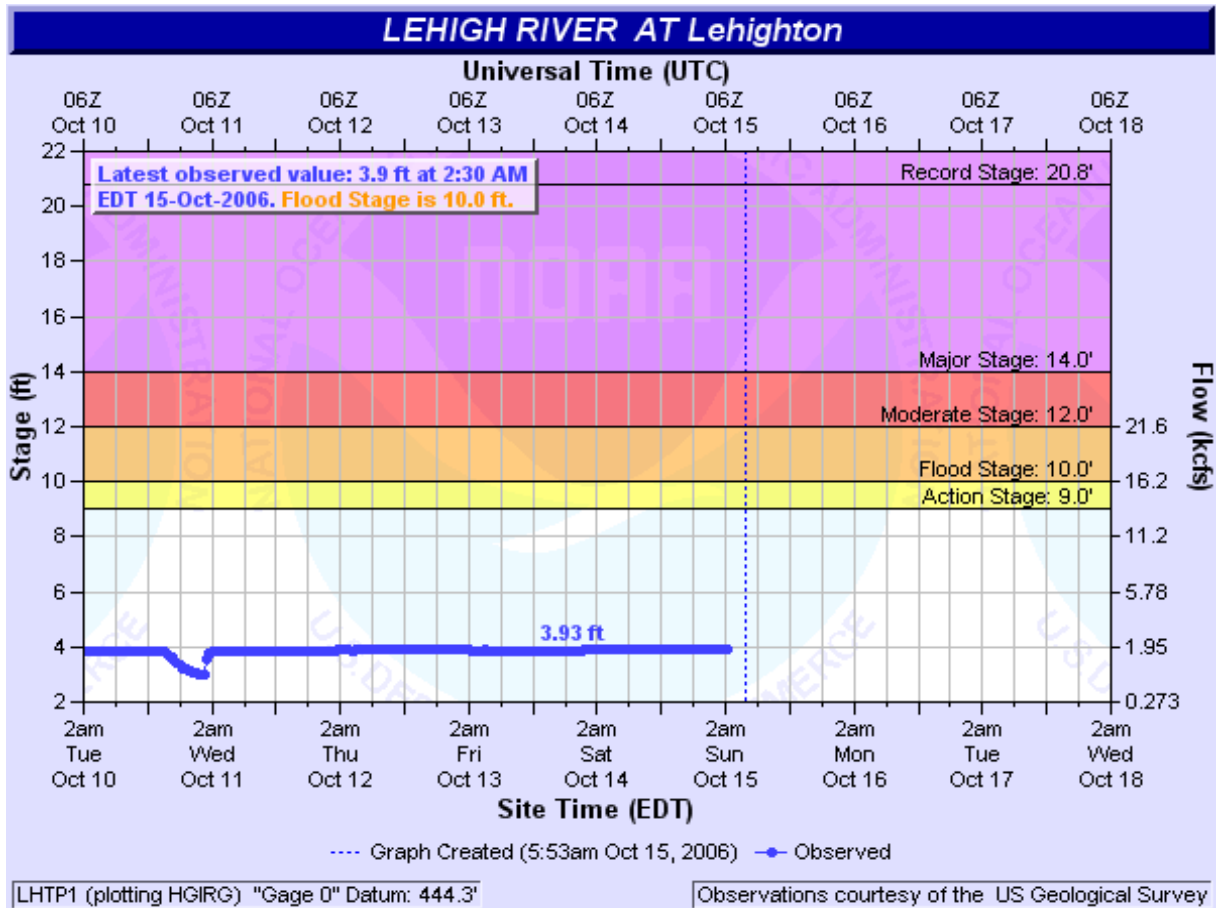 LEHIGH RIVER AT Lehighton
Universal Time (UTC)
06Z 06Z 06Z 06Z 06Z 06Z 06Z 06Z 06Z
Oct 10 Oct 11 Oct 12 Oct 13 Oct 14 Oct 15 Oct 16 Oct 17 Oct 18
Latest observed value: 3.9 ft at 2:30 AM
EDT 15-Oct-2006. Flood Stage is 10.0 ft.
Record Stage: 20.8'
NOAA
Major Stage: 14.0'
Moderate Stage: 12.0'
Flood Stage: 10.0'
Action Stage: 9.0'
Stage (ft)
22
20
18
16
14
12
10
8
6
4
2
Flow (kcfs)
21.6
16.2
11.2
5.78
1.95
0.273
3.93 ft
2am 2am 2am 2am 2am 2am 2am 2am 2am
Tue Wed Thu Fri Sat Sun Mon Tue Wed
Oct 10 Oct 11 Oct 12 Oct 13 Oct 14 Oct 15 Oct 16 Oct 17 Oct 18
Site Time (EDT)
Graph Created (5:53am Oct 15, 2006) Observed
LHTP1 (plotting HGIRG) "Gage 0" Datum: 444.3'
Observations courtesy of the US Geological Survey